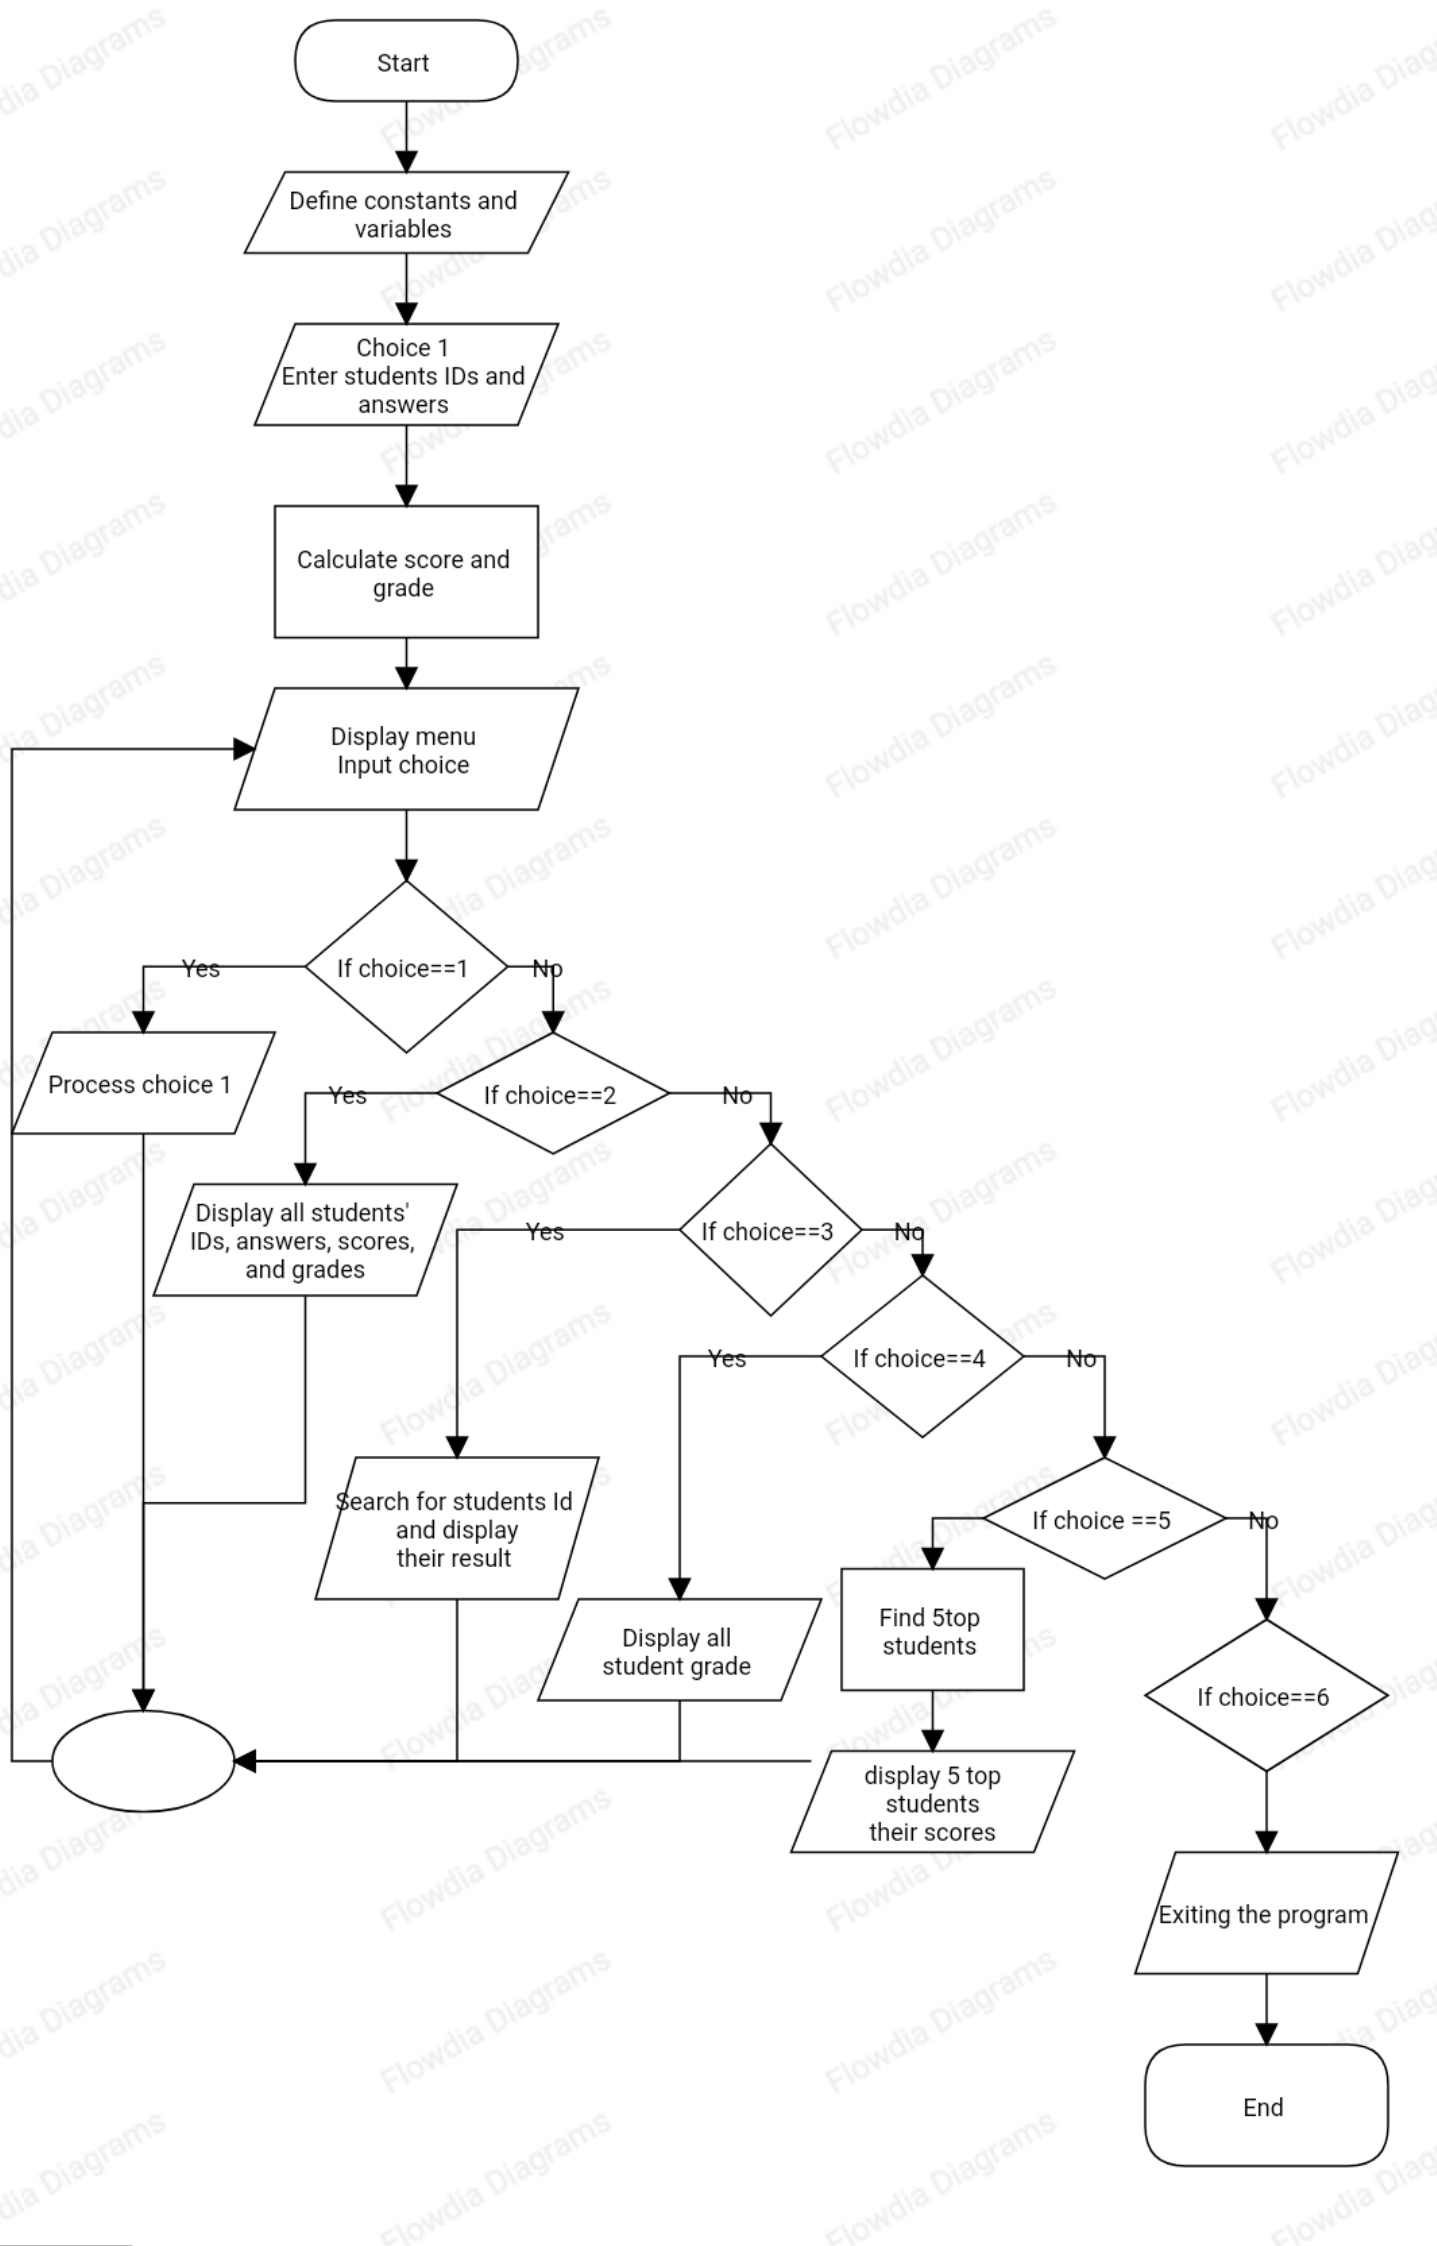 Start
Define constants and
variables
Choice 1
Enter students IDs and
answers
Calculate score and
grade
Display menu
Input choice
If choice==1
Yes
No
Process choice 1
If choice==2
Yes
No
Display all students'
IDs, answers, scores,
and grades
If choice==3
Yes
No
If choice==4
Yes
No
Search for students Id
and display
their result
If choice ==5
No
Display all
student grade
Find 5top
students
If choice==6
display 5 top
students
their scores
Exiting the program
End
Flowdia Diagrams